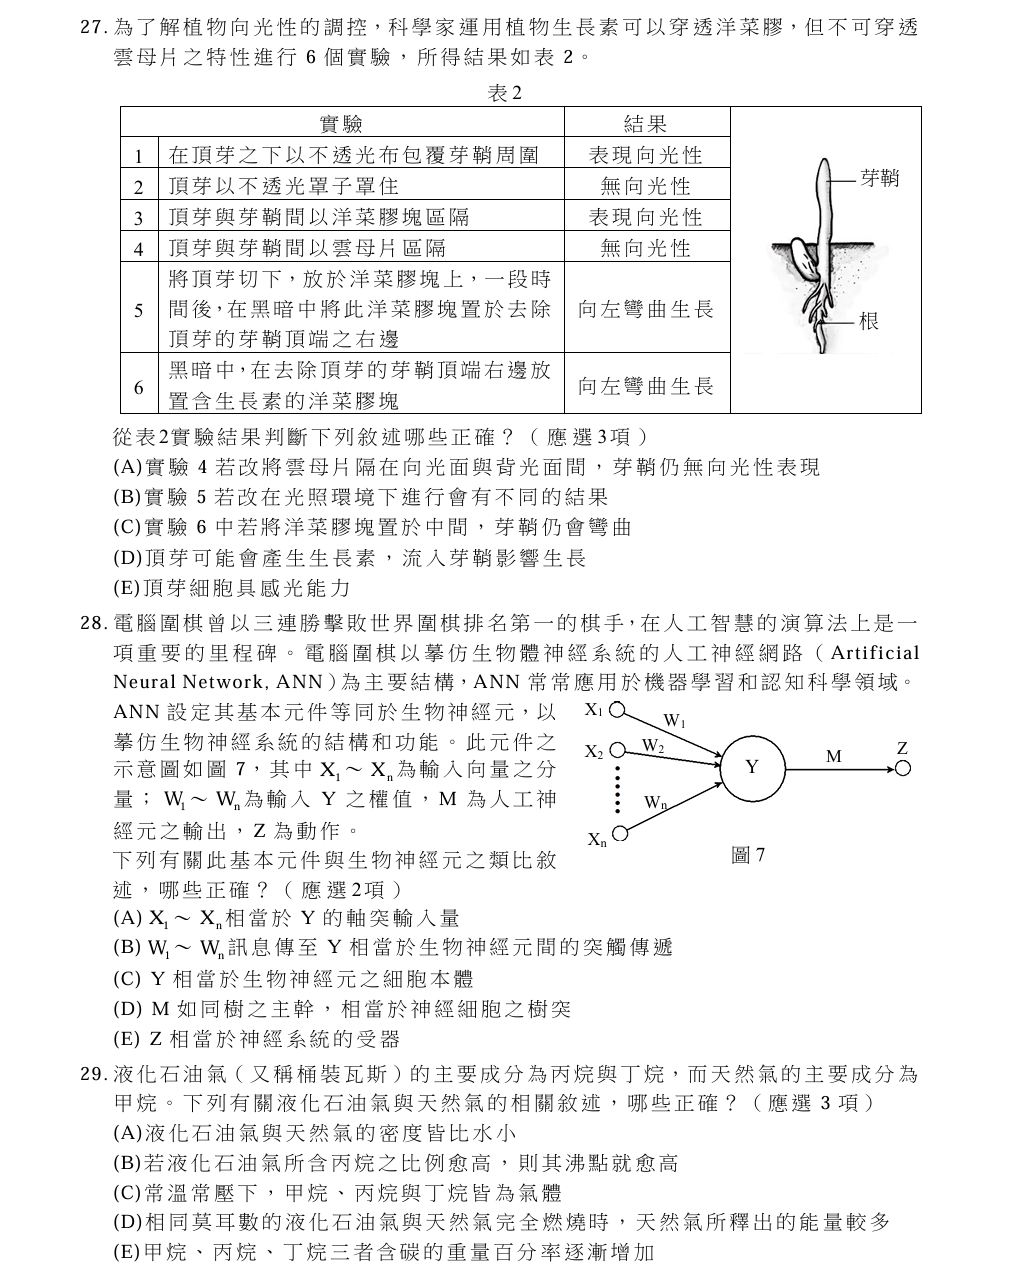 27. 為了解植物向光性的調控，科學家運用植物生長素可以穿透洋菜膠，但不可穿透
雲母片之特性進行 6 個實驗，所得結果如表 2。
表 2
實驗 結果
1 在頂芽之下以不透光布包覆芽鞘周圍 表現向光性
2 頂芽以不透光罩子罩住 無向光性
3 頂芽與芽鞘間以洋菜膠塊區隔 表現向光性
4 頂芽與芽鞘間以雲母片區隔 無向光性
將頂芽切下，放於洋菜膠塊上，一段時
5 間後，在黑暗中將此洋菜膠塊置於去除 向左彎曲生長
頂芽的芽鞘頂端之右邊
黑暗中，在去除頂芽的芽鞘頂端右邊放
6 置含生長素的洋菜膠塊 向左彎曲生長
芽鞘
根
從表2實驗結果判斷下列敘述哪些正確？（應選3項）
(A)實驗 4 若改將雲母片隔在向光面與背光面間，芽鞘仍無向光性表現
(B)實驗 5 若改在光照環境下進行會有不同的結果
(C)實驗 6 中若將洋菜膠塊置於中間，芽鞘仍會彎曲
(D)頂芽可能會產生生長素，流入芽鞘影響生長
(E)頂芽細胞具感光能力
28. 電腦圍棋曾以三連勝擊敗世界圍棋排名第一的棋手，在人工智慧的演算法上是一
項重要的里程碑。電腦圍棋以摹仿生物體神經系統的人工神經網路（Artificial
Neural Network, ANN）為主要結構，ANN 常常應用於機器學習和認知科學領域。
ANN 設定其基本元件等同於生物神經元，以
摹仿生物神經系統的結構和功能。此元件之
示意圖如圖 7，其中 X1～Xn為輸入向量之分
量；W1～Wn為輸入 Y 之權值，M 為人工神
經元之輸出，Z 為動作。
下列有關此基本元件與生物神經元之類比敘
述，哪些正確？（應選2項）
X1
W1
X2
W2
Y
M
Z
Wn
Xn
圖 7
(A) X1～Xn相當於 Y 的軸突輸入量
(B) W1～Wn訊息傳至 Y 相當於生物神經元間的突觸傳遞
(C) Y 相當於生物神經元之細胞本體
(D) M 如同樹之主幹，相當於神經細胞之樹突
(E) Z 相當於神經系統的受器
29. 液化石油氣（又稱桶裝瓦斯）的主要成分為丙烷與丁烷，而天然氣的主要成分為
甲烷。下列有關液化石油氣與天然氣的相關敘述，哪些正確？（應選 3 項）
(A)液化石油氣與天然氣的密度皆比水小
(B)若液化石油氣所含丙烷之比例愈高，則其沸點就愈高
(C)常溫常壓下，甲烷、丙烷與丁烷皆為氣體
(D)相同莫耳數的液化石油氣與天然氣完全燃燒時，天然氣所釋出的能量較多
(E)甲烷、丙烷、丁烷三者含碳的重量百分率逐漸增加